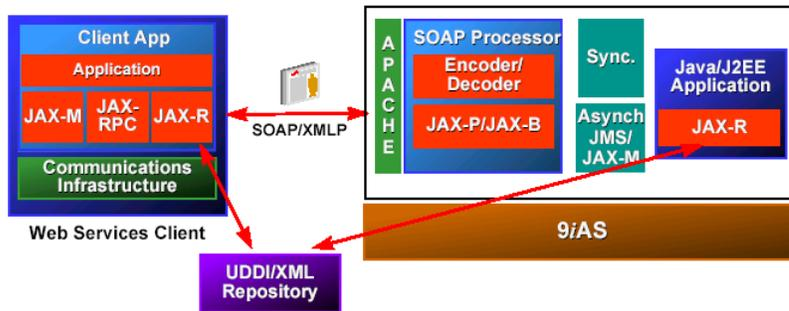 Client App
Application
JAX-M
JAX-
RPC
JAX-R
Communications
Infrastructure
Web Services Client
SOAP/XMLP
UDDI/XML
Repository
APACHE
SOAP Processor
Encoder/
Decoder
JAX-P/JAX-B
Sync.
Asynch
JMS/
JAX-M
Java/J2EE
Application
JAX-R
9iAS